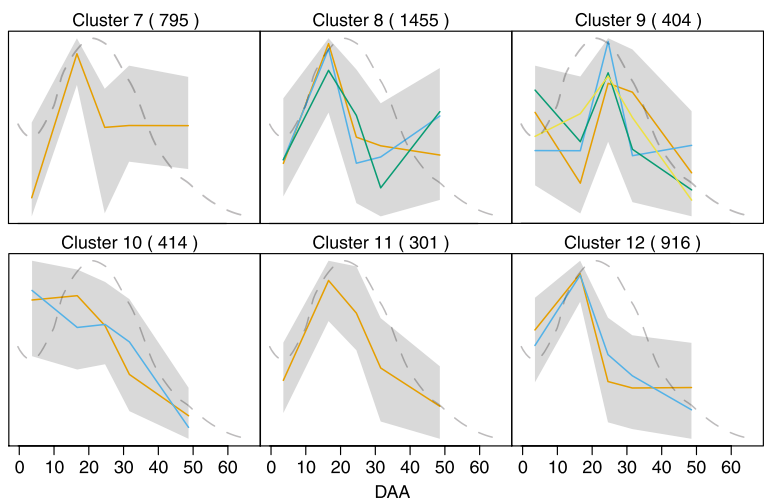 Cluster 7 ( 795 ) Cluster 8 ( 1455 ) Cluster 9 ( 404 )
Cluster 10 ( 414 ) Cluster 11 ( 301 ) Cluster 12 ( 916 )
0 10 20 30 40 50 60 0 10 20 30 40 50 60 0 10 20 30 40 50 60
DAA